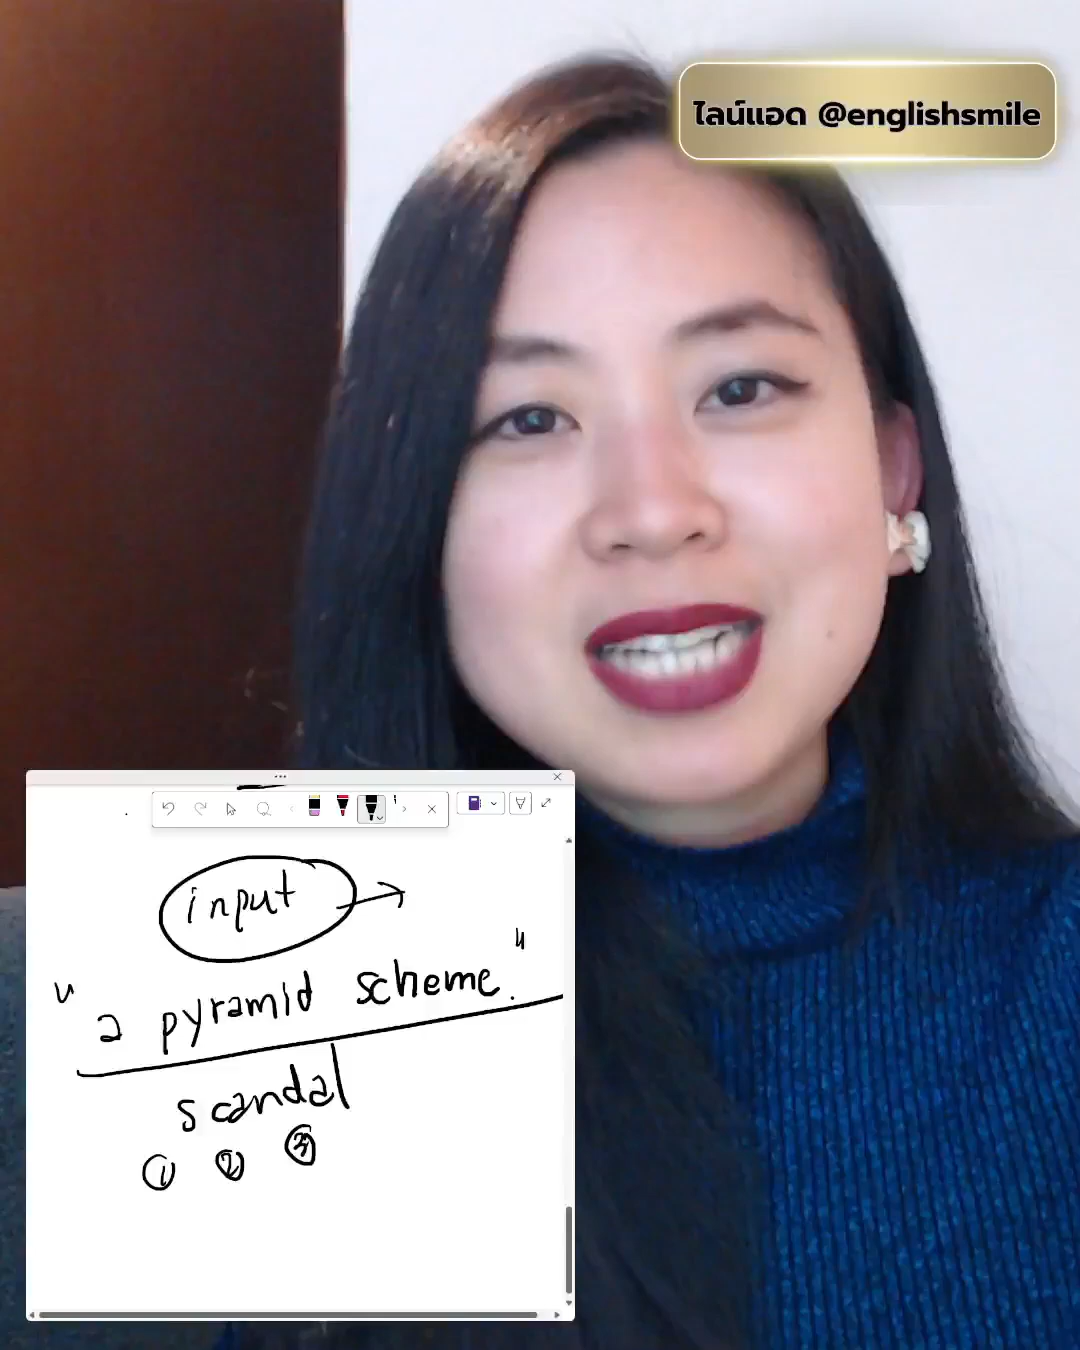 ไลน์แอด @englishsmile
input
"a pyramid scheme."
scandal
① ② ③